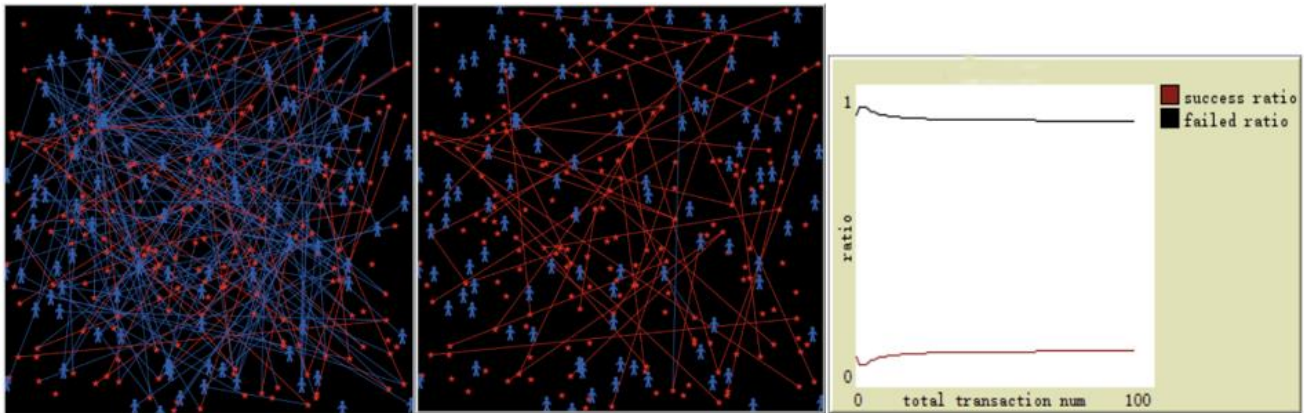 1
success ratio
failed ratio
ratio
0
0 total transaction num 100